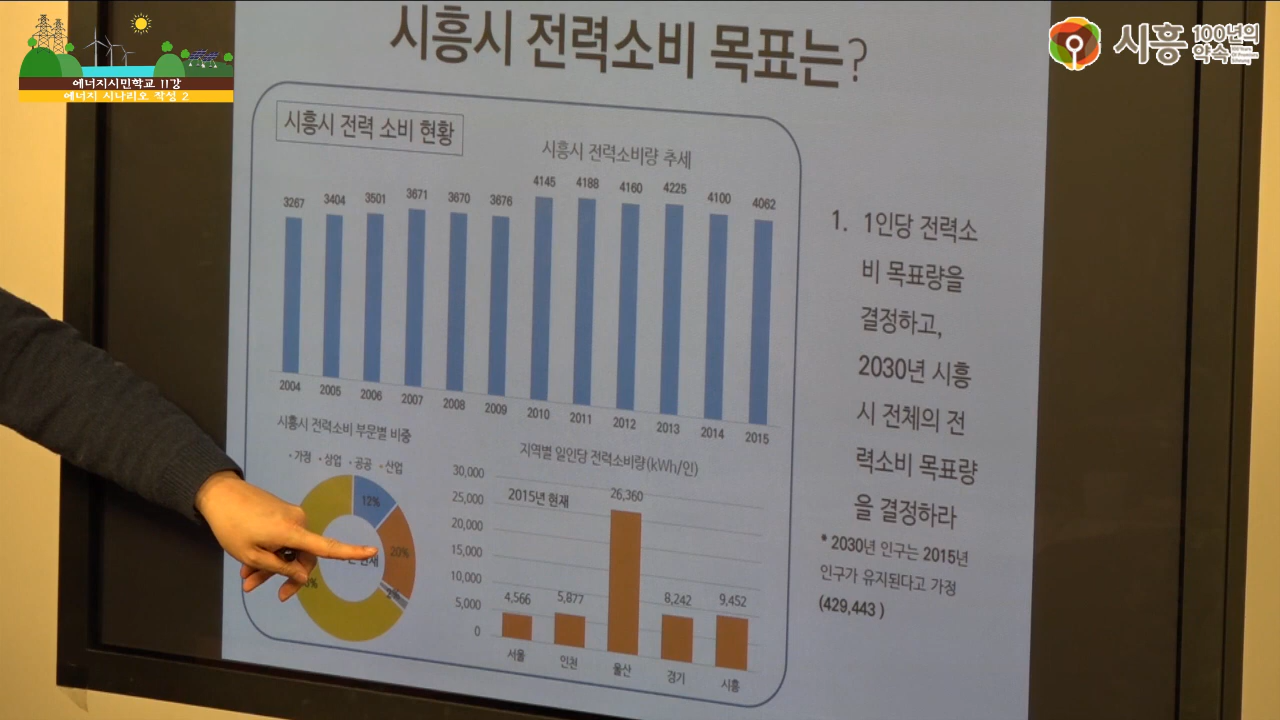 에너지시민학교 11강
에너지 시나리오 작성 2
시흥 100년의
약속
시흥시 전력소비 목표는?
시흥시 전력 소비 현황
시흥시 전력소비량 추세
3267 3404 3501 3671 3670 3676 4145 4188 4160 4225 4100 4062
2004 2005 2006 2007 2008 2009 2010 2011 2012 2013 2014 2015
시흥시 전력소비 부문별 비중
가정 상업 공공 산업
12%
20%
2%
현재
지역별 일인당 전력소비량(kWh/인)
2015년 현재
30,000
25,000
20,000
15,000
10,000
5,000
0
4,566 5,877 26,360 8,242 9,452
서울 인천 울산 경기 시흥
1. 1인당 전력소
비 목표량을
결정하고,
2030년 시흥
시 전체의 전
력소비 목표량
을 결정하라
* 2030년 인구는 2015년
인구가 유지된다고 가정
(429,443 )